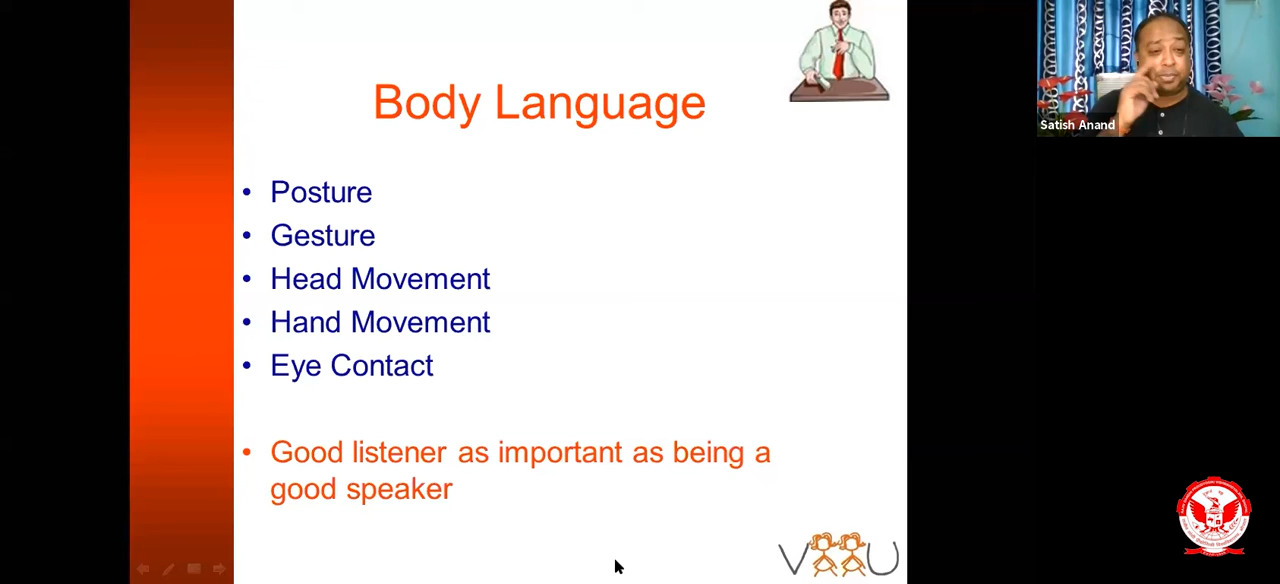 Body Language
Satish Anand
• Posture
• Gesture
• Head Movement
• Hand Movement
• Eye Contact
• Good listener as important as being a
good speaker